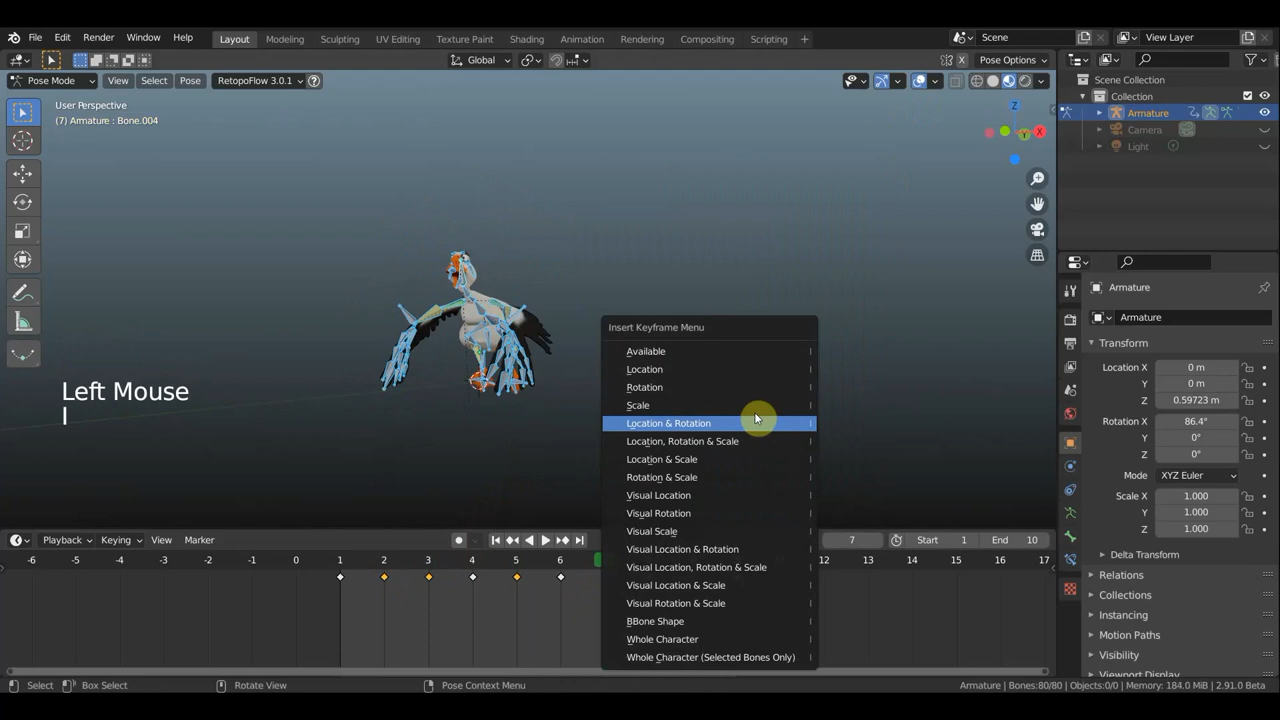 File Edit Render Window Help Layout Modeling Sculpting UV Editing Texture Paint Shading Animation Rendering Compositing Scripting + Scene View Layer
Global X Pose Options
Pose Mode View Select Pose RetopoFlow 3.0.1 ?
User Perspective
(7) Armature : Bone.004
Z
X
Y
Scene Collection
Collection
Armature
Camera
Light
Left Mouse
I
Insert Keyframe Menu
Available I
Location I
Rotation I
Scale I
Location & Rotation I
Location, Rotation & Scale I
Location & Scale I
Rotation & Scale I
Visual Location I
Visual Rotation I
Visual Scale I
Visual Location & Rotation I
Visual Location, Rotation & Scale I
Visual Location & Scale I
Visual Rotation & Scale I
BBone Shape I
Whole Character I
Whole Character (Selected Bones Only) I
Armature
Armature
Transform
Location X 0 m
Y 0 m
Z 0.59723 m
Rotation X 86.4°
Y 0°
Z 0°
Mode XYZ Euler
Scale X 1.000
Y 1.000
Z 1.000
Delta Transform
Relations
Collections
Instancing
Motion Paths
Visibility
Viewport Display
Playback Keying View Marker 7 Start 1 End 10
-6 -5 -4 -3 -2 -1 0 1 2 3 4 5 6 12 13 14 15 16 17
Select Box Select Rotate View Pose Context Menu Armature | Bones:80/80 | Objects:0/0 | Memory: 184.0 MiB | 2.91.0 Beta